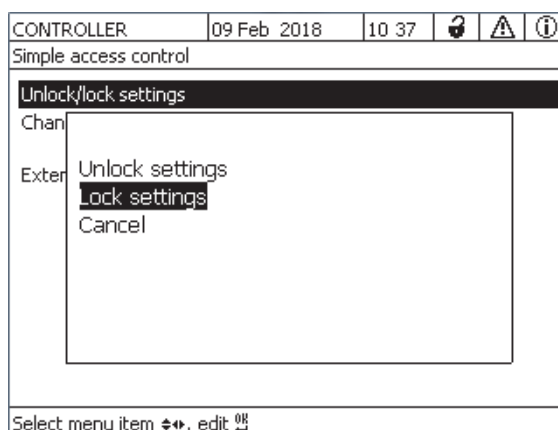 CONTROLLER 09 Feb 2018 10 37
Simple access control
Unlock/lock settings
Chan
Exter
Unlock settings
Lock settings
Cancel
Select menu item , edit OK